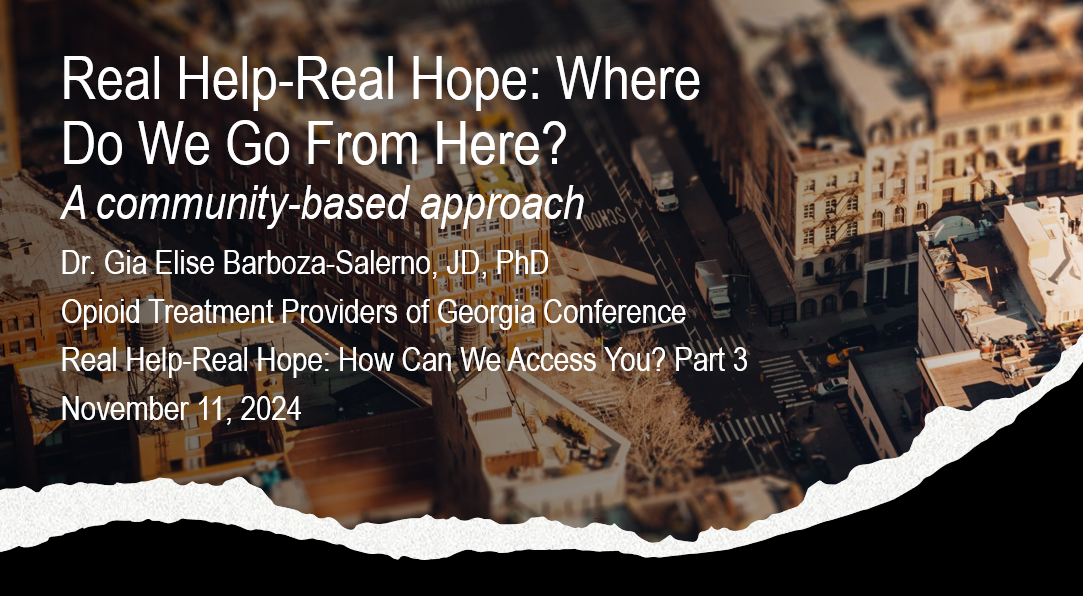 Real Help-Real Hope: Where
Do We Go From Here?
A community-based approach
Dr. Gia Elise Barboza-Salerno, JD, PhD
Opioid Treatment Providers of Georgia Conference
Real Help-Real Hope: How Can We Access You? Part 3
November 11, 2024
SCHOOL